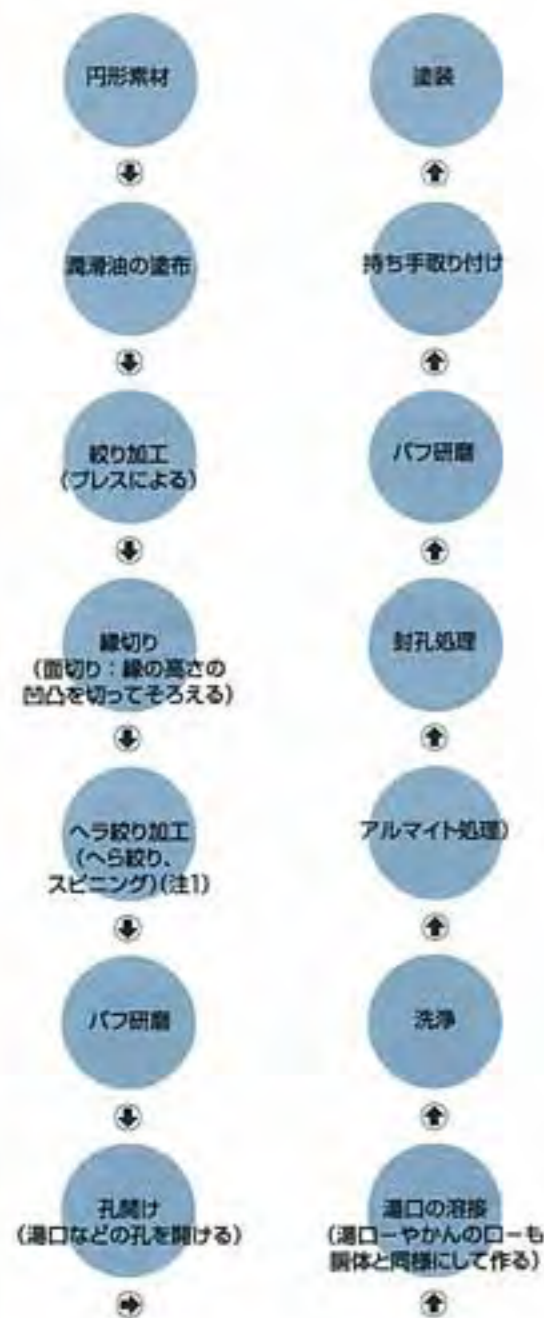 円形素材
潤滑油の塗布
絞り加工
(プレスによる)
縁切り
(面切り：縁の高さの
凹凸を切ってそろえる)
ヘラ絞り加工
(へら絞り、
スピニング)(注1)
バフ研磨
孔開け
(湯口などの孔を開ける)
湯口の溶接
(湯口ーやかんの口ーも
胴体と同様にして作る)
洗浄
アルマイト処理)
封孔処理
バフ研磨
持ち手取り付け
塗装